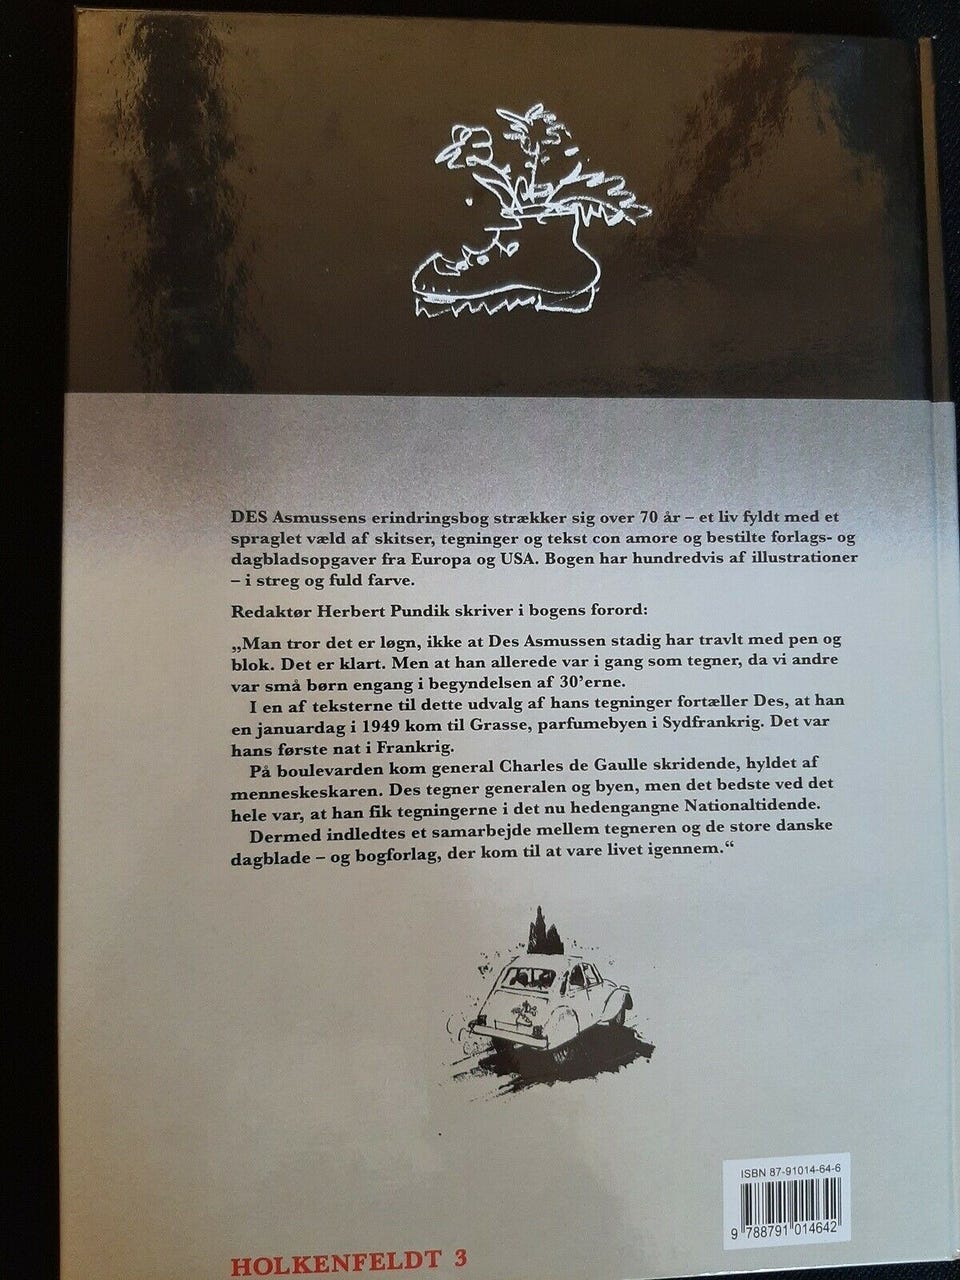 DES Asmussens erindringsbog strækker sig over 70 år – et liv fyldt med et
spraglet væld af skitser, tegninger og tekst con amore og bestilte forlags- og
dagbladsopgaver fra Europa og USA. Bogen har hundredvis af illustrationer
– i streg og fuld farve.
Redaktør Herbert Pundik skriver i bogens forord:
„Man tror det er løgn, ikke at Des Asmussen stadig har travlt med pen og
blok. Det er klart. Men at han allerede var i gang som tegner, da vi andre
var små børn engang i begyndelsen af 30’erne.
I en af teksterne til dette udvalg af hans tegninger fortæller Des, at han
en januardag i 1949 kom til Grasse, parfumebyen i Sydfrankrig. Det var
hans første nat i Frankrig.
På boulevarden kom general Charles de Gaulle skridende, hyldet af
menneskeskaren. Des tegner generalen og byen, men det bedste ved det
hele var, at han fik tegningerne i det nu hedengangne Nationaltidende.
Dermed indledtes et samarbejde mellem tegneren og de store danske
dagblade – og bogforlag, der kom til at vare livet igennem.“
ISBN 87-91014-64-6
9 788791 014642
HOLKENFELDT 3